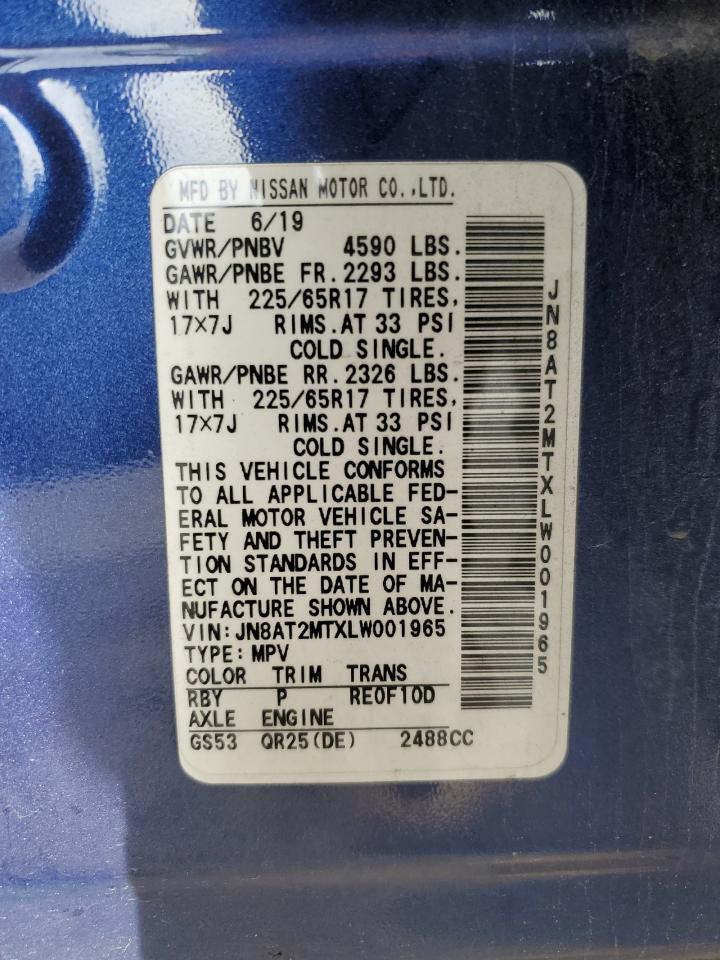 MFD BY NISSAN MOTOR CO.,LTD.
DATE 6/19
GVWR/PNBV 4590 LBS.
GAWR/PNBE FR.2293 LBS.
WITH 225/65R17 TIRES,
17×7J RIMS.AT 33 PSI
COLD SINGLE.
GAWR/PNBE RR.2326 LBS.
WITH 225/65R17 TIRES,
17×7J RIMS.AT 33 PSI
COLD SINGLE.
THIS VEHICLE CONFORMS
TO ALL APPLICABLE FED-
ERAL MOTOR VEHICLE SA-
FETY AND THEFT PREVEN-
TION STANDARDS IN EFF-
ECT ON THE DATE OF MA-
NUFACTURE SHOWN ABOVE.
VIN:JN8AT2MTXLW001965
TYPE:MPV
COLOR TRIM TRANS
RBY P RE0F10D
AXLE ENGINE
GS53 QR25(DE) 2488CC
JN8AT2MTXLW001965